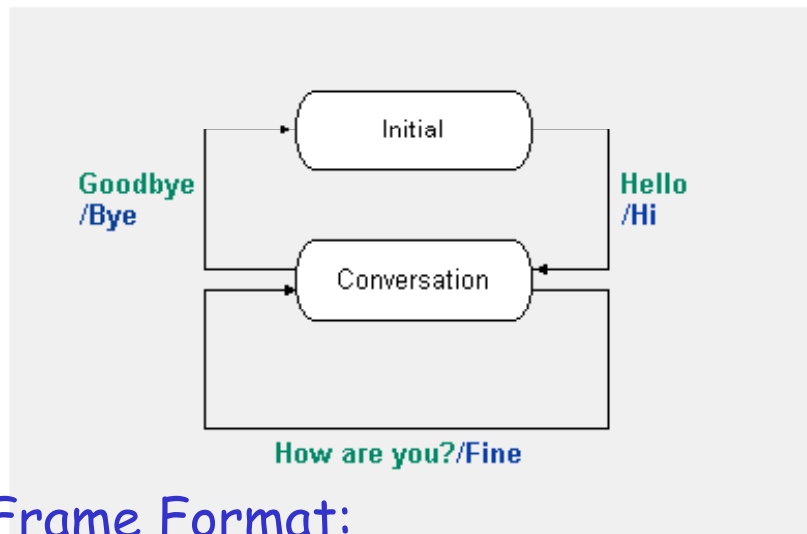 Initial
Goodbye
/Bye
Hello
/Hi
Conversation
How are you?/Fine
Frame Format: